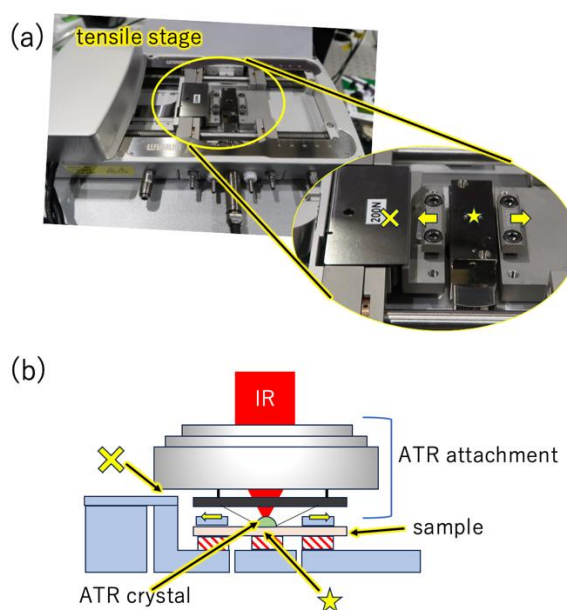 (a)
tensile stage
200N
(b)
IR
ATR attachment
sample
ATR crystal